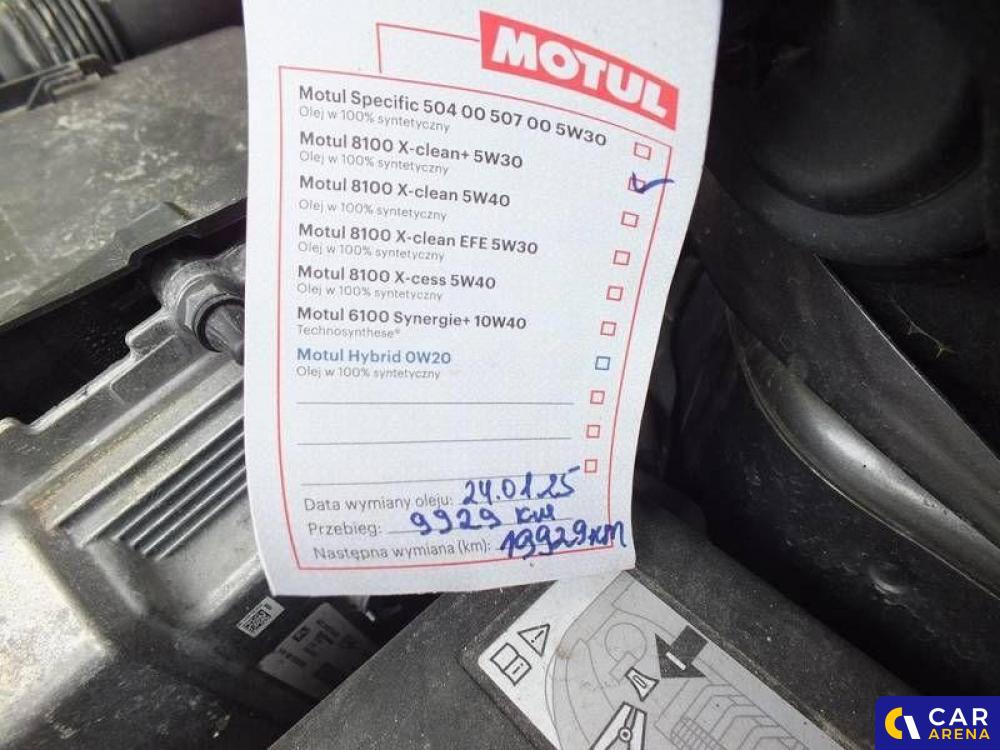 MOTUL
Motul Specific 504 00 507 00 5W30
Olej w 100% syntetyczny
Motul 8100 X-clean+ 5W30
Olej w 100% syntetyczny
Motul 8100 X-clean 5W40
Olej w 100% syntetyczny
Motul 8100 X-clean EFE 5W30
Olej w 100% syntetyczny
Motul 8100 X-cess 5W40
Olej w 100% syntetyczny
Motul 6100 Synergie+ 10W40
Technosynthese®
Motul Hybrid 0W20
Olej w 100% syntetyczny
Data wymiany oleju: 24.01.25
Przebieg: 9929 km
Następna wymiana (km): 19929 km
CAR
ARENA